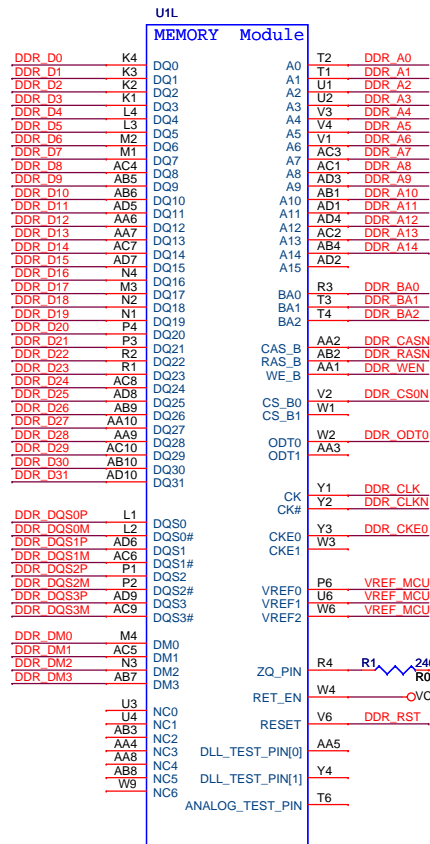 U1L
MEMORY Module
DDR_D0 K4 DQ0 A0 T2 DDR_A0
DDR_D1 K3 DQ1 A1 T1 DDR_A1
DDR_D2 K2 DQ2 A2 U1 DDR_A2
DDR_D3 K1 DQ3 A3 U2 DDR_A3
DDR_D4 L4 DQ4 A4 V3 DDR_A4
DDR_D5 L3 DQ5 A5 V4 DDR_A5
DDR_D6 M2 DQ6 A6 V1 DDR_A6
DDR_D7 M1 DQ7 A7 AC3 DDR_A7
DDR_D8 AC4 DQ8 A8 AC1 DDR_A8
DDR_D9 AB5 DQ9 A9 AD3 DDR_A9
DDR_D10 AB6 DQ10 A10 AB1 DDR_A10
DDR_D11 AD5 DQ11 A11 AD1 DDR_A11
DDR_D12 AA6 DQ12 A12 AD4 DDR_A12
DDR_D13 AA7 DQ13 A13 AC2 DDR_A13
DDR_D14 AC7 DQ14 A14 AB4 DDR_A14
DDR_D15 AD7 DQ15 A15 AD2
DDR_D16 N4 DQ16
DDR_D17 M3 DQ17 BA0 R3 DDR_BA0
DDR_D18 N2 DQ18 BA1 T3 DDR_BA1
DDR_D19 N1 DQ19 BA2 T4 DDR_BA2
DDR_D20 P4 DQ20
DDR_D21 P3 DQ21 CAS_B AA2 DDR_CASN
DDR_D22 R2 DQ22 RAS_B AB2 DDR_RASN
DDR_D23 R1 DQ23 WE_B AA1 DDR_WEN
DDR_D24 AC8 DQ24
DDR_D25 AD8 DQ25 CS_B0 V2 DDR_CS0N
DDR_D26 AB9 DQ26 CS_B1 W1
DDR_D27 AA10 DQ27
DDR_D28 AA9 DQ28 ODT0 W2 DDR_ODT0
DDR_D29 AC10 DQ29 ODT1 AA3
DDR_D30 AB10 DQ30
DDR_D31 AD10 DQ31
CK Y1 DDR_CLK
CK# Y2 DDR_CLKN
DDR_DQS0P L1 DQS0
DDR_DQS0M L2 DQS0# CKE0 Y3 DDR_CKE0
DDR_DQS1P AD6 DQS1 CKE1 W3
DDR_DQS1M AC6 DQS1#
DDR_DQS2P P1 DQS2
DDR_DQS2M P2 DQS2# VREF0 P6 VREF_MCU
DDR_DQS3P AD9 DQS3 VREF1 U6 VREF_MCU
DDR_DQS3M AC9 DQS3# VREF2 W6 VREF_MCU
DDR_DM0 M4 DM0
DDR_DM1 AC5 DM1
DDR_DM2 N3 DM2 ZQ_PIN R4 R1
DDR_DM3 AB7 DM3
RET_EN W4
U3 NC0
U4 NC1 RESET V6 DDR_RST
AB3 NC2
AA4 NC3 DLL_TEST_PIN[0] AA5
AA8 NC4
AB8 NC5 DLL_TEST_PIN[1] Y4
W9 NC6
ANALOG_TEST_PIN T6